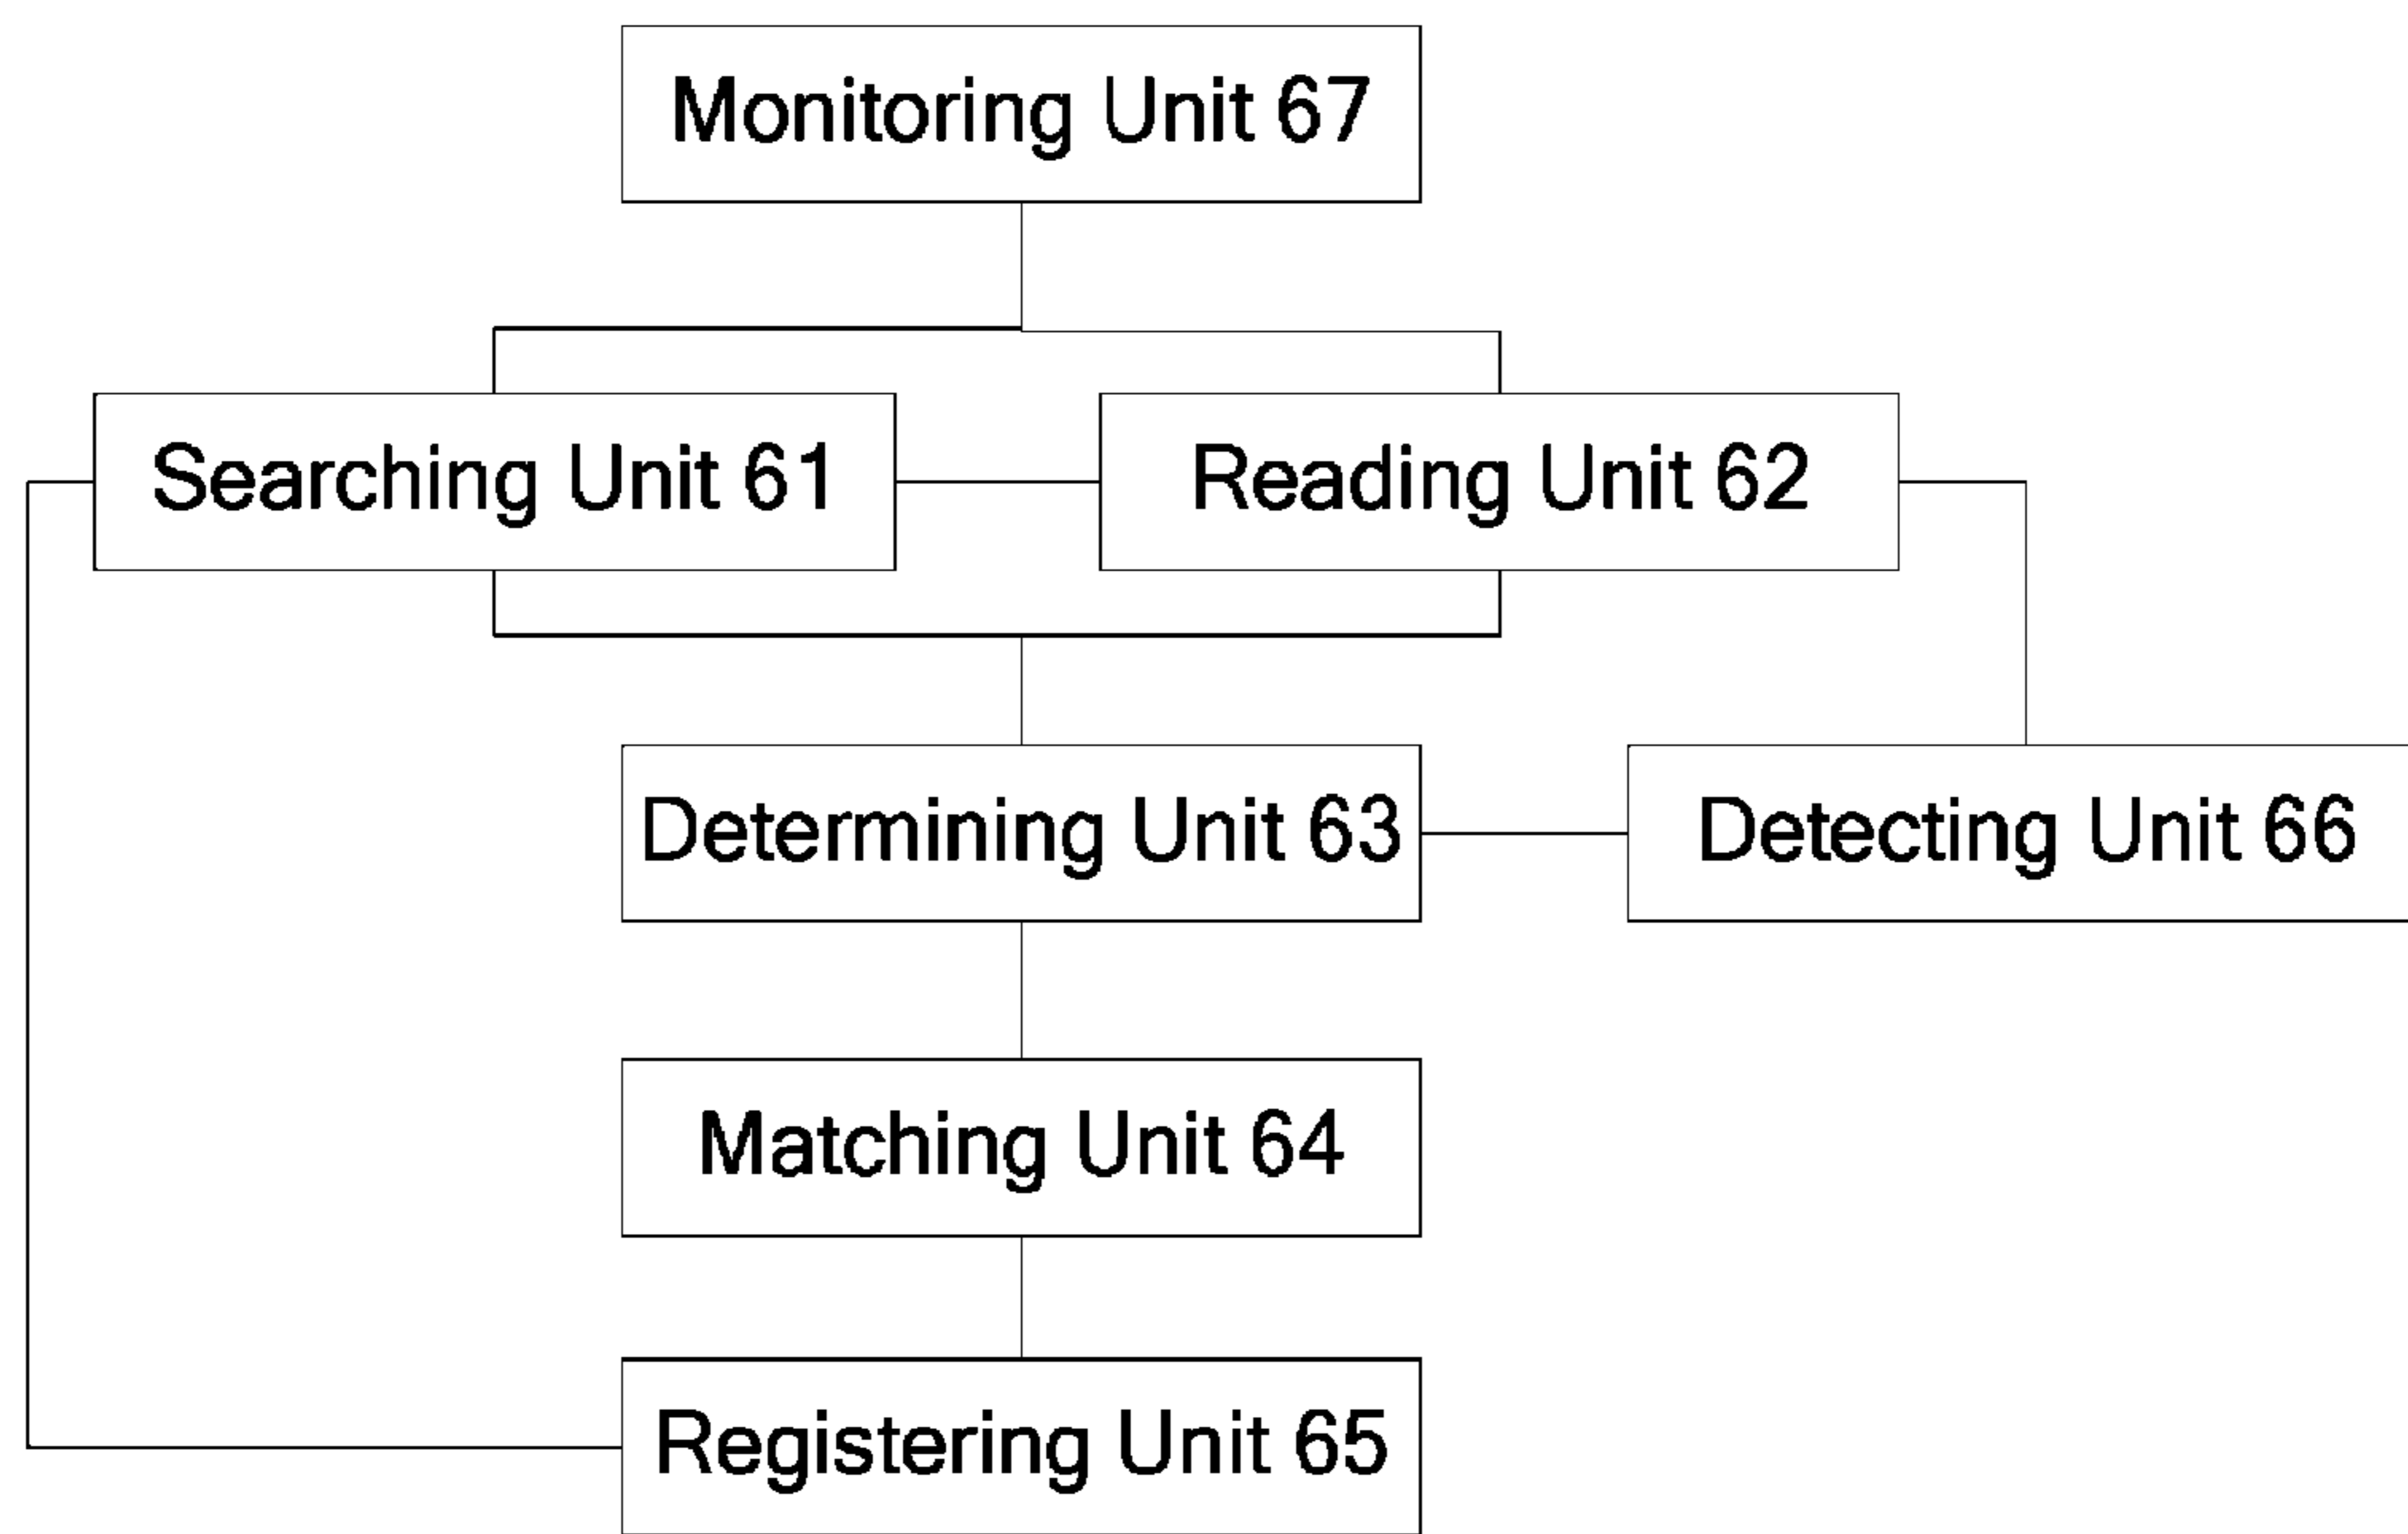 Monitoring Unit 67
Searching Unit 61
Reading Unit 62
Determining Unit 63
Detecting Unit 66
Matching Unit 64
Registering Unit 65